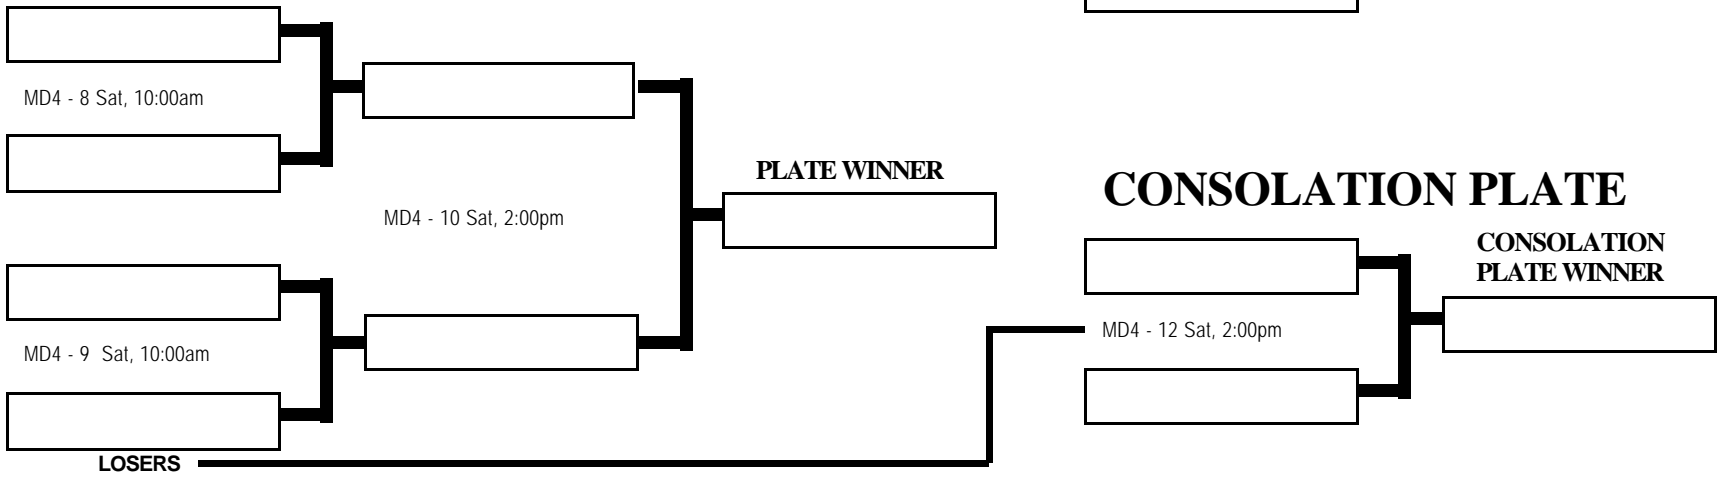 MD4 - 8 Sat, 10:00am
MD4 - 10 Sat, 2:00pm
MD4 - 9 Sat, 10:00am
LOSERS
PLATE WINNER
CONSOLATION PLATE
CONSOLATION
PLATE WINNER
MD4 - 12 Sat, 2:00pm